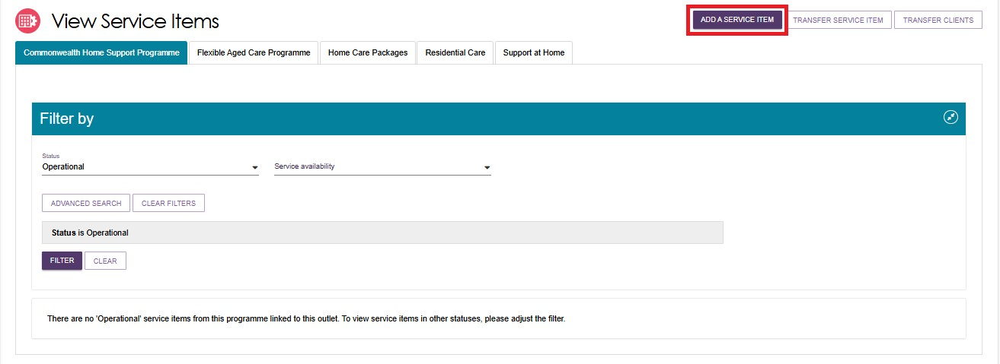 View Service Items
ADD A SERVICE ITEM
TRANSFER SERVICE ITEM
TRANSFER CLIENTS
Commonwealth Home Support Programme
Flexible Aged Care Programme
Home Care Packages
Residential Care
Support at Home
Filter by
Status
Operational
Service availability
ADVANCED SEARCH
CLEAR FILTERS
Status is Operational
FILTER
CLEAR
There are no 'Operational' service items from this programme linked to this outlet. To view service items in other statuses, please adjust the filter.